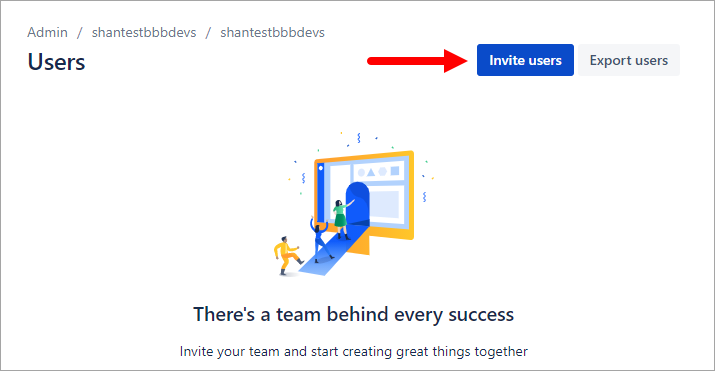 Admin / shantestbbbdevs / shantestbbbdevs
Users
Invite users
Export users
There's a team behind every success
Invite your team and start creating great things together